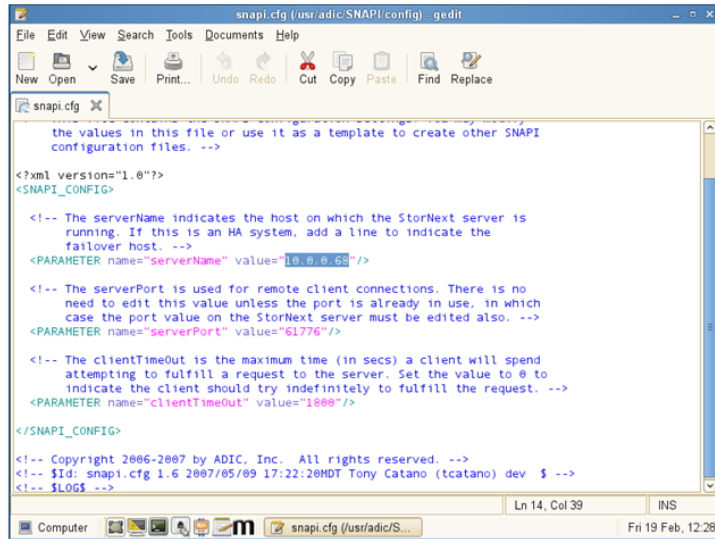 snapi.cfg (/usr/adic/SNAPI/config) - gedit
File Edit View Search Tools Documents Help
New Open Save Print... Undo Redo Cut Copy Paste Find Replace
snapi.cfg
the values in this file or use it as a template to create other SNAPI
configuration files. -->
<?xml version="1.0"?>
<SNAPI_CONFIG>
<!-- The serverName indicates the host on which the StorNext server is
running. If this is an HA system, add a line to indicate the
failover host. -->
<PARAMETER name="serverName" value="10.0.0.68"/>
<!-- The serverPort is used for remote client connections. There is no
need to edit this value unless the port is already in use, in which
case the port value on the StorNext server must be edited also. -->
<PARAMETER name="serverPort" value="61776"/>
<!-- The clientTimeOut is the maximum time (in secs) a client will spend
attempting to fulfill a request to the server. Set the value to 0 to
indicate the client should try indefinitely to fulfill the request. -->
<PARAMETER name="clientTimeOut" value="1800"/>
</SNAPI_CONFIG>
<!-- Copyright 2006-2007 by ADIC, Inc. All rights reserved. -->
<!-- $Id: snapi.cfg 1.6 2007/05/09 17:22:20MDT Tony Catano (tcatano) dev $ -->
<!-- $LOG$ -->
Ln 14, Col 39 INS
Computer m snapi.cfg (/usr/adic/S... Fri 19 Feb, 12:28